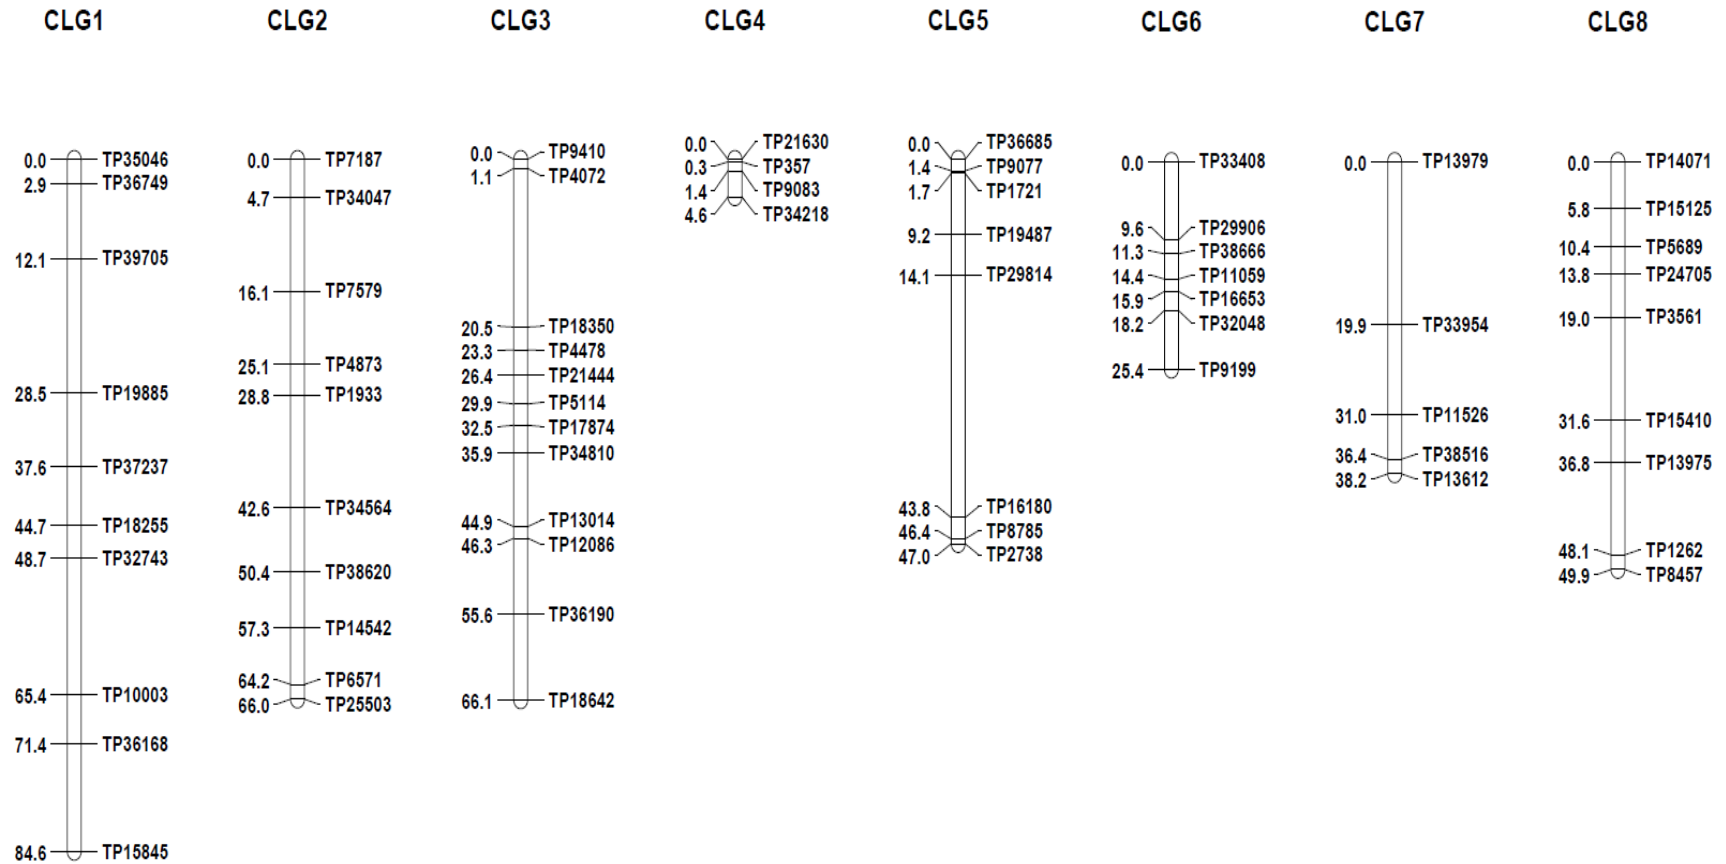 CLG1 CLG2 CLG3 CLG4 CLG5 CLG6 CLG7 CLG8
0.0 TP35046
2.9 TP36749
12.1 TP39705
28.5 TP19885
37.6 TP37237
44.7 TP18255
48.7 TP32743
65.4 TP10003
71.4 TP36168
84.6 TP15845
0.0 TP7187
4.7 TP34047
16.1 TP7579
25.1 TP4873
28.8 TP1933
42.6 TP34564
50.4 TP38620
57.3 TP14542
64.2 TP6571
66.0 TP25503
0.0 TP9410
1.1 TP4072
20.5 TP18350
23.3 TP4478
26.4 TP21444
29.9 TP5114
32.5 TP17874
35.9 TP34810
44.9 TP13014
46.3 TP12086
55.6 TP36190
66.1 TP18642
0.0 TP21630
0.3 TP357
1.4 TP9083
4.6 TP34218
0.0 TP36685
1.4 TP9077
1.7 TP1721
9.2 TP19487
14.1 TP29814
43.8 TP16180
46.4 TP8785
47.0 TP2738
0.0 TP33408
9.6 TP29906
11.3 TP38666
14.4 TP11059
15.9 TP16653
18.2 TP32048
25.4 TP9199
0.0 TP13979
19.9 TP33954
31.0 TP11526
36.4 TP38516
38.2 TP13612
0.0 TP14071
5.8 TP15125
10.4 TP5689
13.8 TP24705
19.0 TP3561
31.6 TP15410
36.8 TP13975
48.1 TP1262
49.9 TP8457